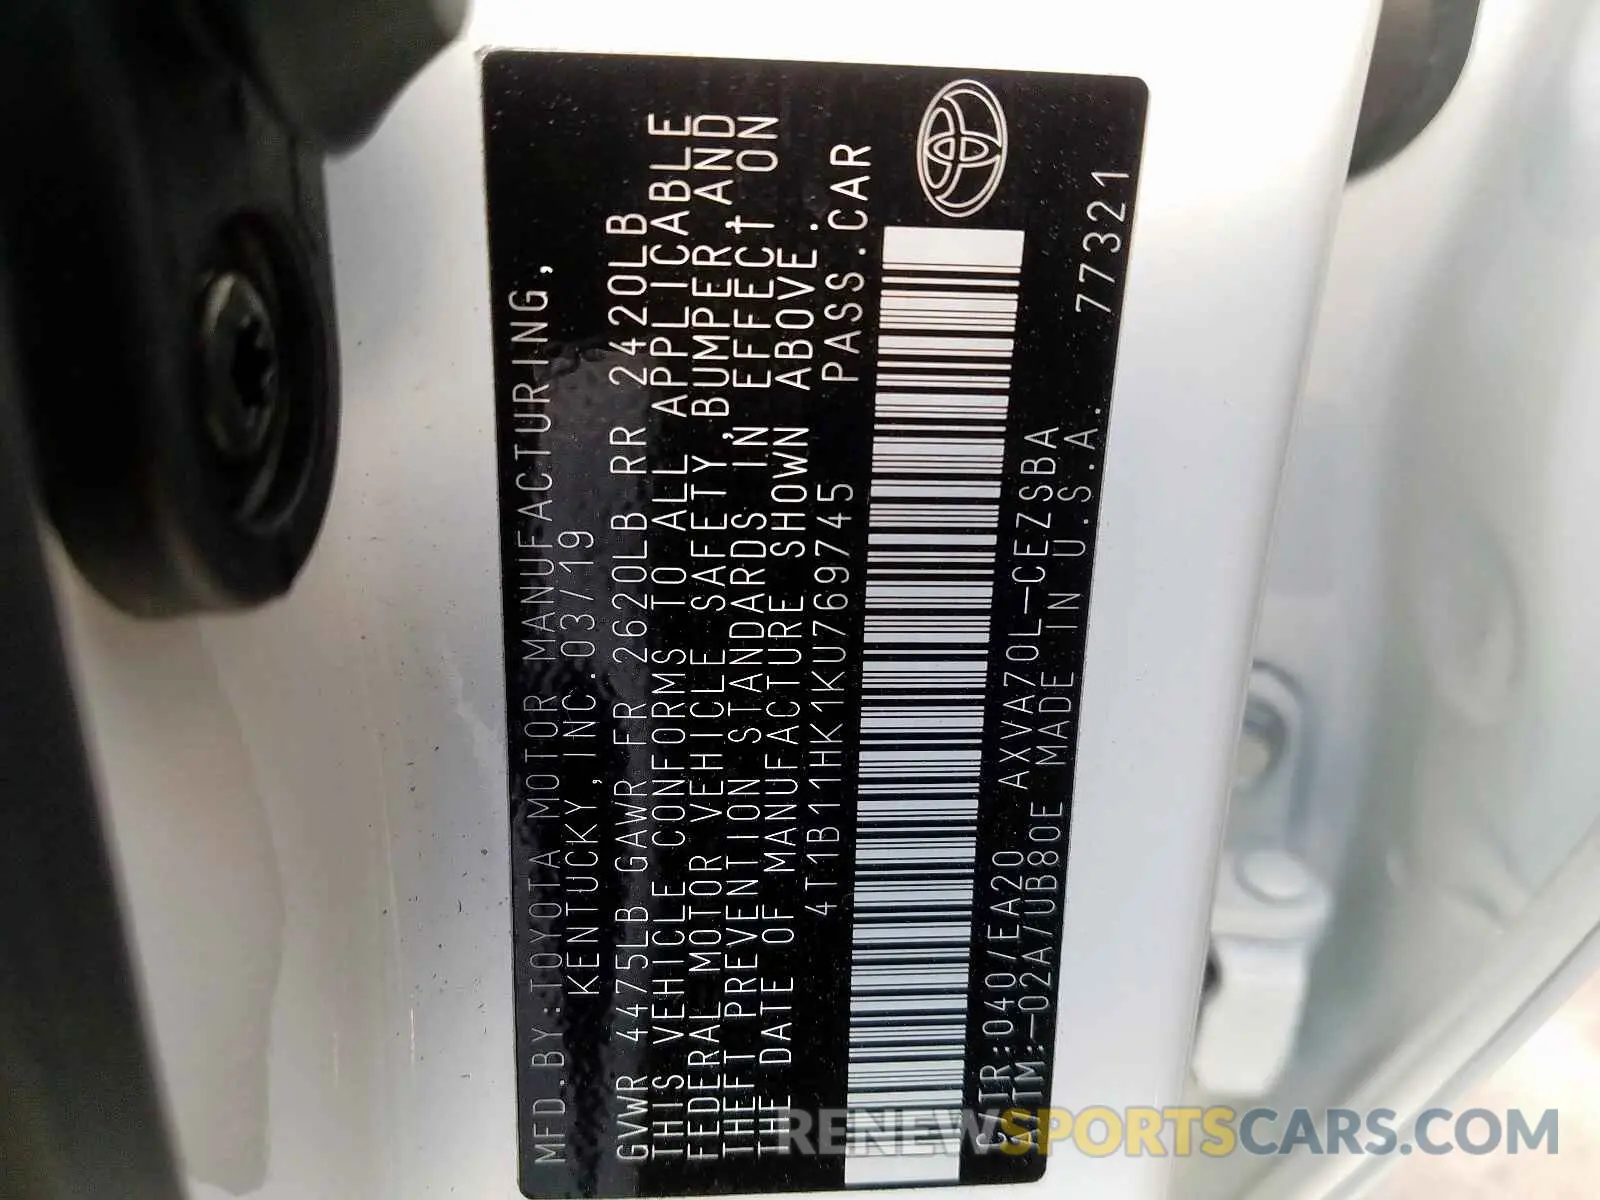 MFD.BY:TOYOTA MOTOR MANUFACTURING,
KENTUCKY, INC.03/19
GVWR 4475LB GAWR FR 2620LB RR 2420LB
THIS VEHICLE CONFORMS TO ALL APPLICABLE
FEDERAL MOTOR VEHICLE SAFETY,BUMPER,AND
THEFT PREVENTION STANDARDS IN EFFECT ON
THE DATE OF MANUFACTURE SHOWN ABOVE.
4T1B11HK1KU769745 PASS.CAR
C/TR:040/EA20 AXVA70L-CEZSBA
A/TM:-02A/UB80E MADE IN U.S.A. 77321
RENEWSPORTSCARS.COM